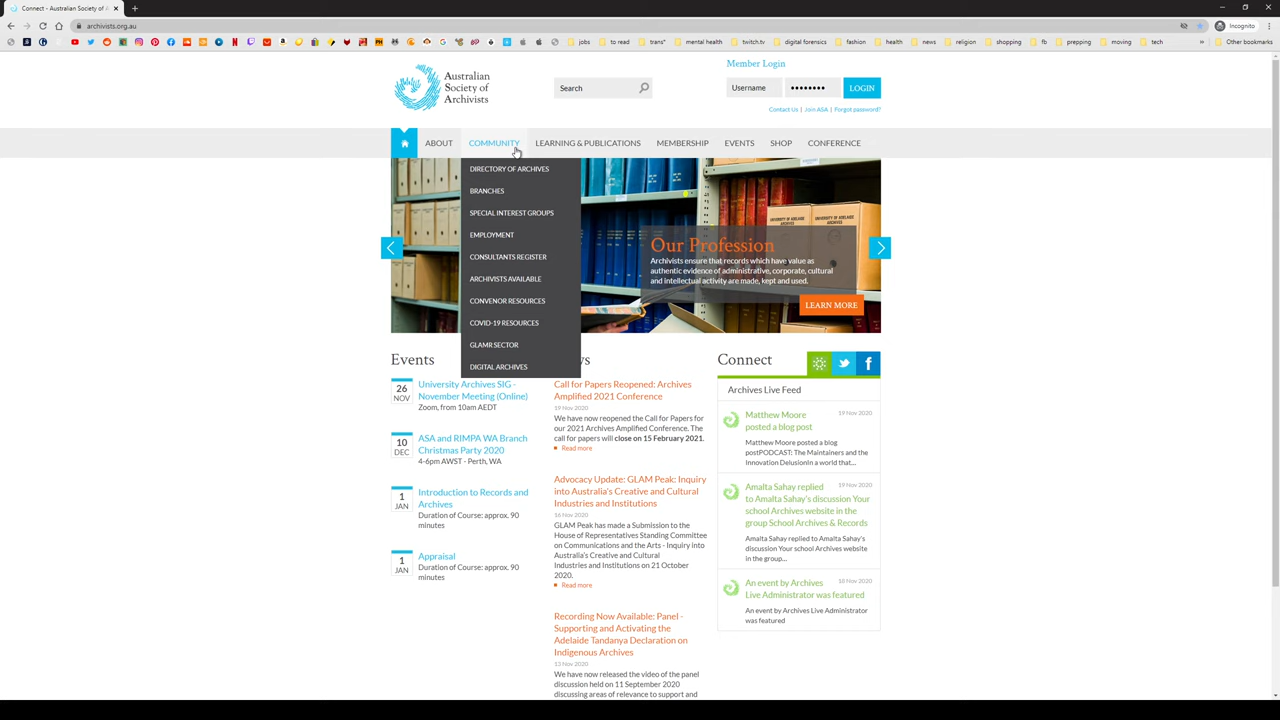 Connect - Australian Society of A
archivists.org.au
Incognito
jobs
to read
trans*
mental health
twitch.tv
digital forensics
fashion
health
news
religion
shopping
fb
prepping
moving
tech
Other bookmarks
Australian
Society of
Archivists
Search
Member Login
Username
LOGIN
Contact Us | Join ASA | Forgot password?
ABOUT
COMMUNITY
LEARNING & PUBLICATIONS
MEMBERSHIP
EVENTS
SHOP
CONFERENCE
DIRECTORY OF ARCHIVES
BRANCHES
SPECIAL INTEREST GROUPS
EMPLOYMENT
CONSULTANTS REGISTER
ARCHIVISTS AVAILABLE
CONVENOR RESOURCES
COVID-19 RESOURCES
GLAMR SECTOR
DIGITAL ARCHIVES
UNIVERSITY OF ADELAIDE
ARCHIVES
Our Profession
Archivists ensure that records which have value as
authentic evidence of administrative, corporate, cultural
and intellectual activity are made, kept and used.
LEARN MORE
Events
26
NOV
University Archives SIG -
November Meeting (Online)
Zoom, from 10am AEDT
10
DEC
ASA and RIMPA WA Branch
Christmas Party 2020
4-6pm AWST - Perth, WA
1
JAN
Introduction to Records and
Archives
Duration of Course: approx. 90
minutes
1
JAN
Appraisal
Duration of Course: approx. 90
minutes
Call for Papers Reopened: Archives
Amplified 2021 Conference
19 Nov 2020
We have now reopened the Call for Papers for
our 2021 Archives Amplified Conference. The
call for papers will close on 15 February 2021.
Read more
Advocacy Update: GLAM Peak: Inquiry
into Australia's Creative and Cultural
Industries and Institutions
16 Nov 2020
GLAM Peak has made a Submission to the
House of Representatives Standing Committee
on Communications and the Arts - Inquiry into
Australia's Creative and Cultural
Industries and Institutions on 21 October
2020.
Read more
Recording Now Available: Panel -
Supporting and Activating the
Adelaide Tandanya Declaration on
Indigenous Archives
13 Nov 2020
We have now released the video of the panel
discussion held on 11 September 2020
discussing areas of relevance to support and
Connect
Archives Live Feed
Matthew Moore
posted a blog post
19 Nov 2020
Matthew Moore posted a blog
postPODCAST: The Maintainers and the
Innovation DelusionIn a world that...
Amalta Sahay replied
to Amalta Sahay's discussion Your
school Archives website in the
group School Archives & Records
19 Nov 2020
Amalta Sahay replied to Amalta Sahay's
discussion Your school Archives website
in the group...
An event by Archives
Live Administrator was featured
10 Nov 2020
An event by Archives Live Administrator
was featured